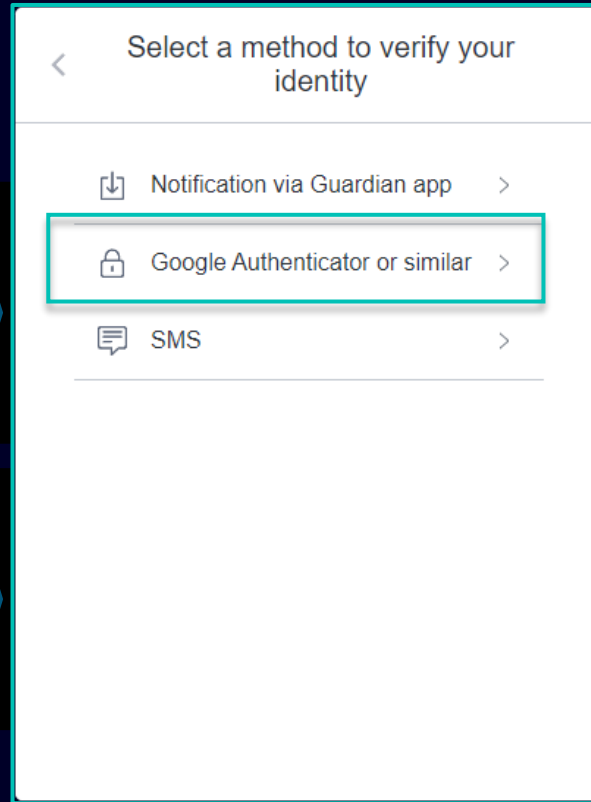 Select a method to verify your
identity
Notification via Guardian app
Google Authenticator or similar
SMS